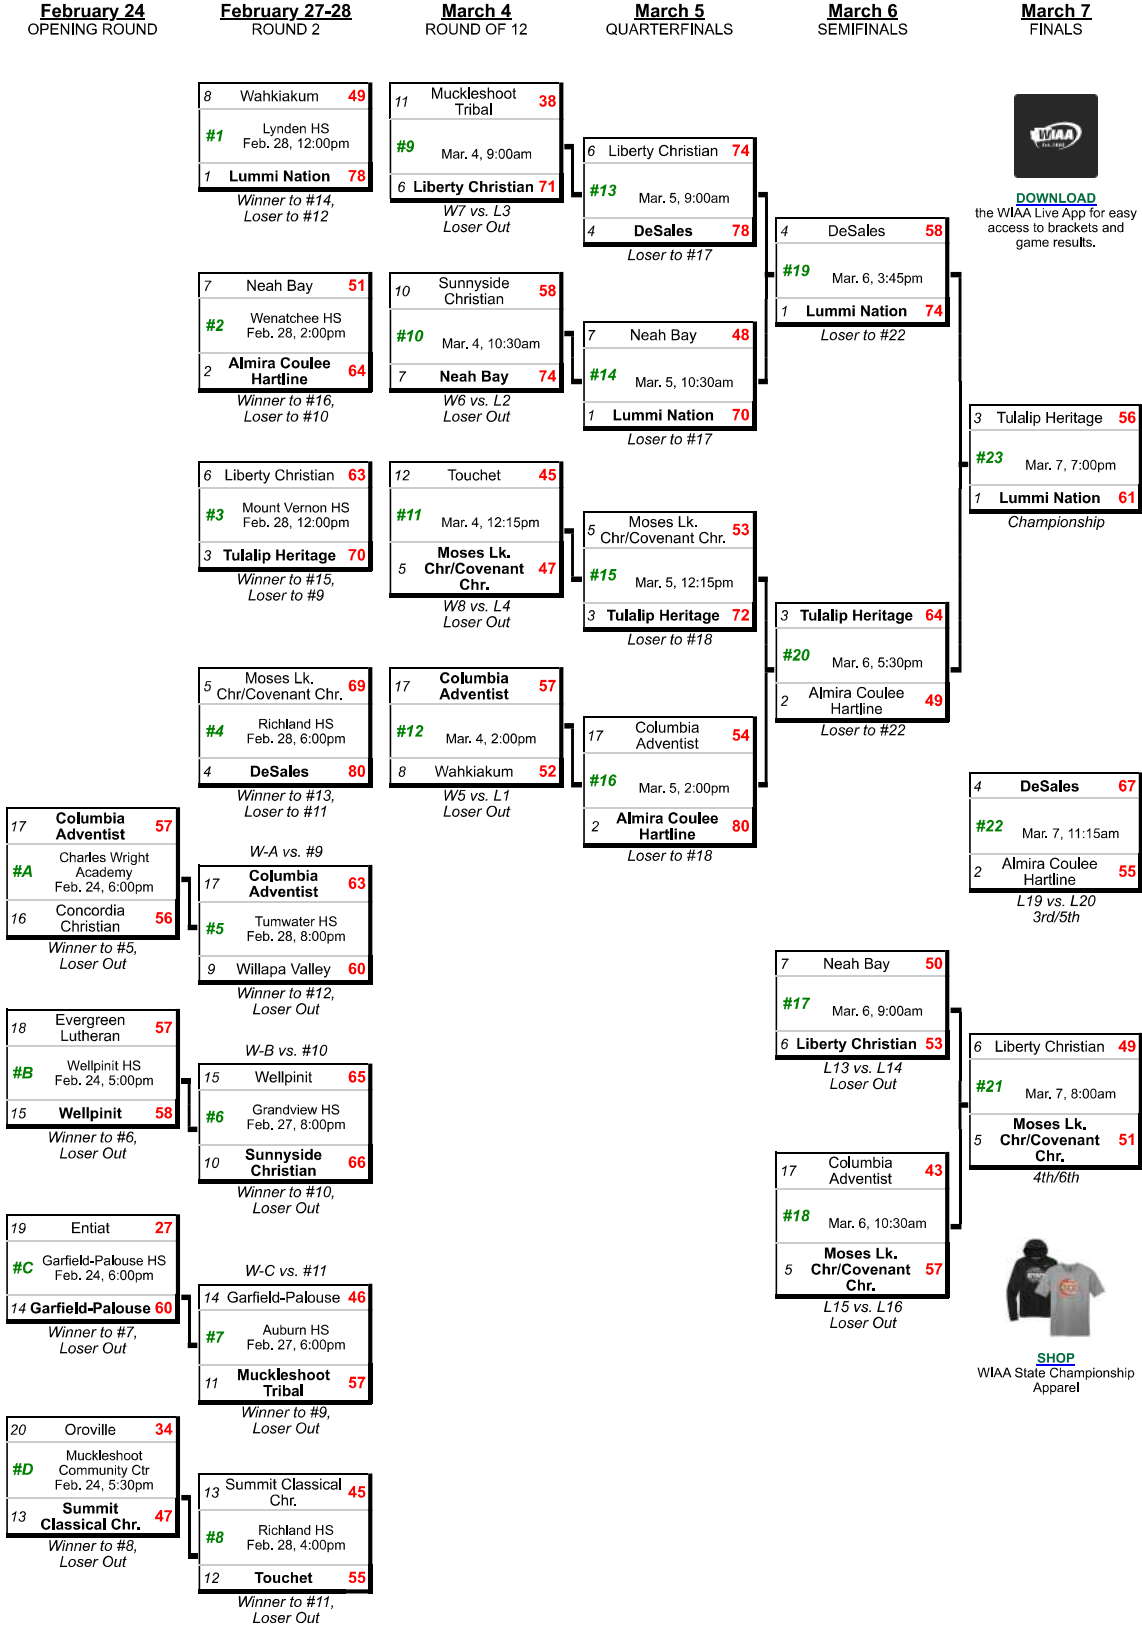 February 24
OPENING ROUND
February 27-28
ROUND 2
March 4
ROUND OF 12
March 5
QUARTERFINALS
March 6
SEMIFINALS
March 7
FINALS
17 Columbia
Adventist 57
#A Charles Wright
Academy
Feb. 24, 6:00pm
16 Concordia
Christian 56
Winner to #5,
Loser Out
18 Evergreen
Lutheran 57
#B Wellpinit HS
Feb. 24, 5:00pm
15 Wellpinit 58
Winner to #6,
Loser Out
19 Entiat 27
#C Garfield-Palouse HS
Feb. 24, 6:00pm
14 Garfield-Palouse 60
Winner to #7,
Loser Out
20 Oroville 34
#D Muckleshoot
Community Ctr
Feb. 24, 5:30pm
13 Summit
Classical Chr. 47
Winner to #8,
Loser Out
8 Wahkiakum 49
#1 Lynden HS
Feb. 28, 12:00pm
1 Lummi Nation 78
Winner to #14,
Loser to #12
7 Neah Bay 51
#2 Wenatchee HS
Feb. 28, 2:00pm
2 Almira Coulee
Hartline 64
Winner to #16,
Loser to #10
6 Liberty Christian 63
#3 Mount Vernon HS
Feb. 28, 12:00pm
3 Tulalip Heritage 70
Winner to #15,
Loser to #9
5 Moses Lk.
Chr/Covenant Chr. 69
#4 Richland HS
Feb. 28, 6:00pm
4 DeSales 80
Winner to #13,
Loser to #11
W-A vs. #9
17 Columbia
Adventist 63
#5 Tumwater HS
Feb. 28, 8:00pm
9 Willapa Valley 60
Winner to #12,
Loser Out
W-B vs. #10
15 Wellpinit 65
#6 Grandview HS
Feb. 27, 8:00pm
10 Sunnyside
Christian 66
Winner to #10,
Loser Out
W-C vs. #11
14 Garfield-Palouse 46
#7 Auburn HS
Feb. 27, 6:00pm
11 Muckleshoot
Tribal 57
Winner to #9,
Loser Out
13 Summit Classical
Chr. 45
#8 Richland HS
Feb. 28, 4:00pm
12 Touchet 55
Winner to #11,
Loser Out
11 Muckleshoot
Tribal 38
#9 Mar. 4, 9:00am
6 Liberty Christian 71
W7 vs. L3
Loser Out
10 Sunnyside
Christian 58
#10 Mar. 4, 10:30am
7 Neah Bay 74
W6 vs. L2
Loser Out
12 Touchet 45
#11 Mar. 4, 12:15pm
5 Moses Lk.
Chr/Covenant
Chr. 47
W8 vs. L4
Loser Out
17 Columbia
Adventist 57
#12 Mar. 4, 2:00pm
8 Wahkiakum 52
W5 vs. L1
Loser Out
6 Liberty Christian 74
#13 Mar. 5, 9:00am
4 DeSales 78
Loser to #17
7 Neah Bay 48
#14 Mar. 5, 10:30am
1 Lummi Nation 70
Loser to #17
5 Moses Lk.
Chr/Covenant Chr. 53
#15 Mar. 5, 12:15pm
3 Tulalip Heritage 72
Loser to #18
17 Columbia
Adventist 54
#16 Mar. 5, 2:00pm
2 Almira Coulee
Hartline 80
Loser to #18
4 DeSales 58
#19 Mar. 6, 3:45pm
1 Lummi Nation 74
Loser to #22
3 Tulalip Heritage 64
#20 Mar. 6, 5:30pm
2 Almira Coulee
Hartline 49
Loser to #22
7 Neah Bay 50
#17 Mar. 6, 9:00am
6 Liberty Christian 53
L13 vs. L14
Loser Out
17 Columbia
Adventist 43
#18 Mar. 6, 10:30am
5 Moses Lk.
Chr/Covenant
Chr. 57
L15 vs. L16
Loser Out
WIAA
DOWNLOAD
the WIAA Live App for easy
access to brackets and
game results.
3 Tulalip Heritage 56
#23 Mar. 7, 7:00pm
1 Lummi Nation 61
Championship
4 DeSales 67
#22 Mar. 7, 11:15am
2 Almira Coulee
Hartline 55
L19 vs. L20
3rd/5th
6 Liberty Christian 49
#21 Mar. 7, 8:00am
5 Moses Lk.
Chr/Covenant
Chr. 51
4th/6th
SHOP
WIAA State Championship
Apparel